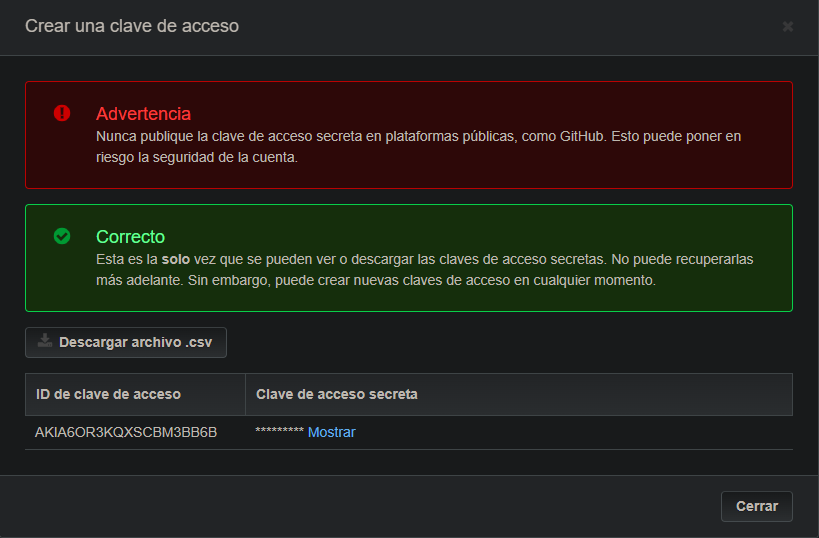 Crear una clave de acceso
Advertencia
Nunca publique la clave de acceso secreta en plataformas públicas, como GitHub. Esto puede poner en
riesgo la seguridad de la cuenta.
Correcto
Esta es la solo vez que se pueden ver o descargar las claves de acceso secretas. No puede recuperarlas
más adelante. Sin embargo, puede crear nuevas claves de acceso en cualquier momento.
Descargar archivo .csv
ID de clave de acceso Clave de acceso secreta
AKIA6OR3KQXSCBM3BB6B ********* Mostrar
Cerrar